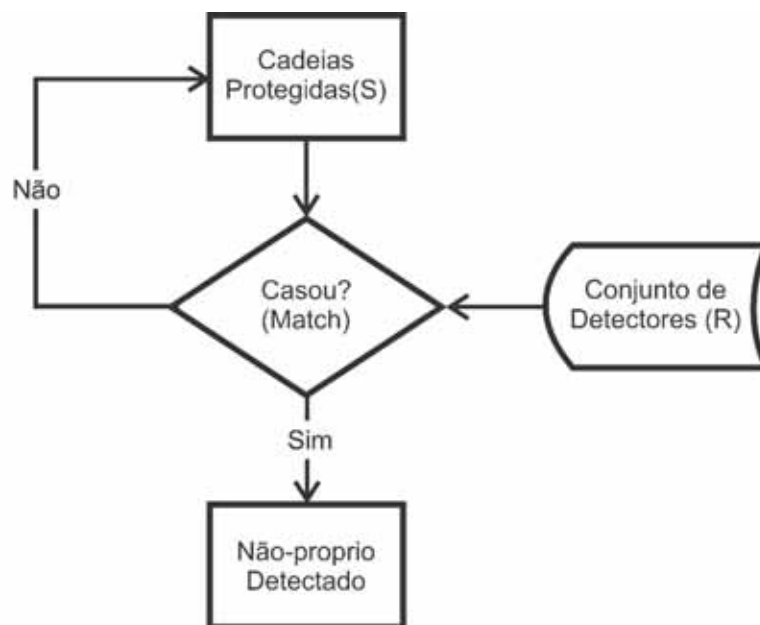 Cadeias
Protegidas(S)
Não
Casou?
(Match)
Conjunto de
Detectores (R)
Sim
Não-proprio
Detectado